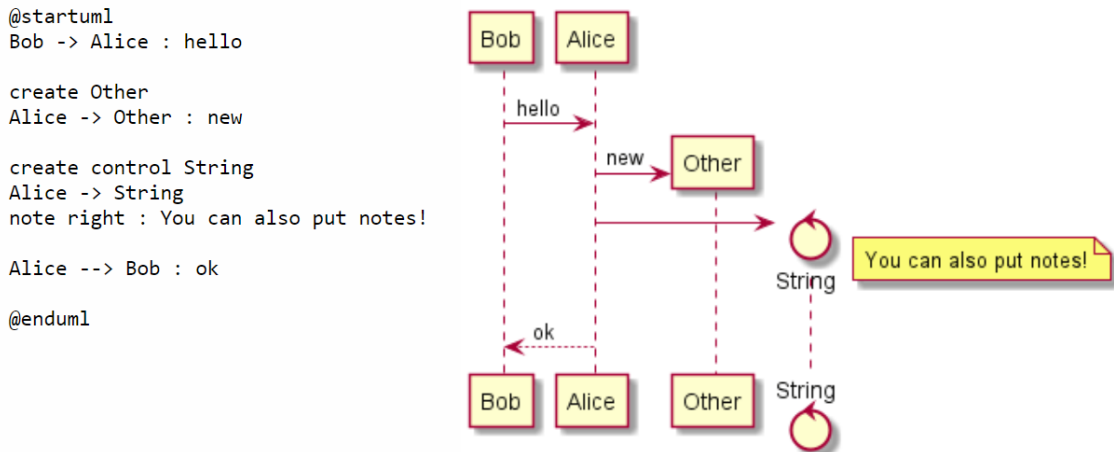 @startuml
Bob -> Alice : hello
create Other
Alice -> Other : new
create control String
Alice -> String
note right : You can also put notes!
Alice --> Bob : ok
@enduml
Bob Alice
hello
new Other
You can also put notes!
String
ok
Bob Alice Other String